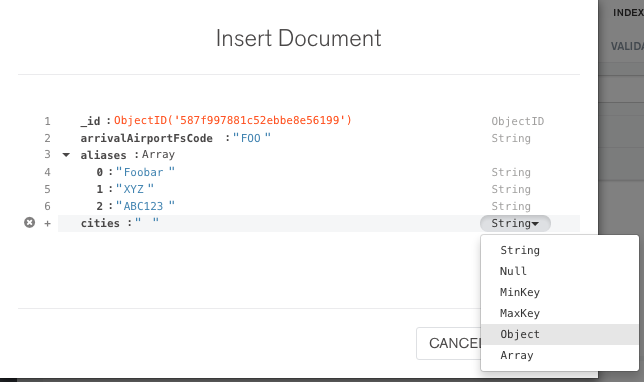 INDEX
Insert Document
VALIDA
1 _id : ObjectID('587f997881c52ebbe8e56199') ObjectID
2 arrivalAirportFsCode : "FOO " String
3 aliases : Array
4 0 : "Foobar " String
5 1 : "XYZ " String
6 2 : "ABC123 " String
+ cities : " " String
String
Null
MinKey
MaxKey
Object
CANCE
Array